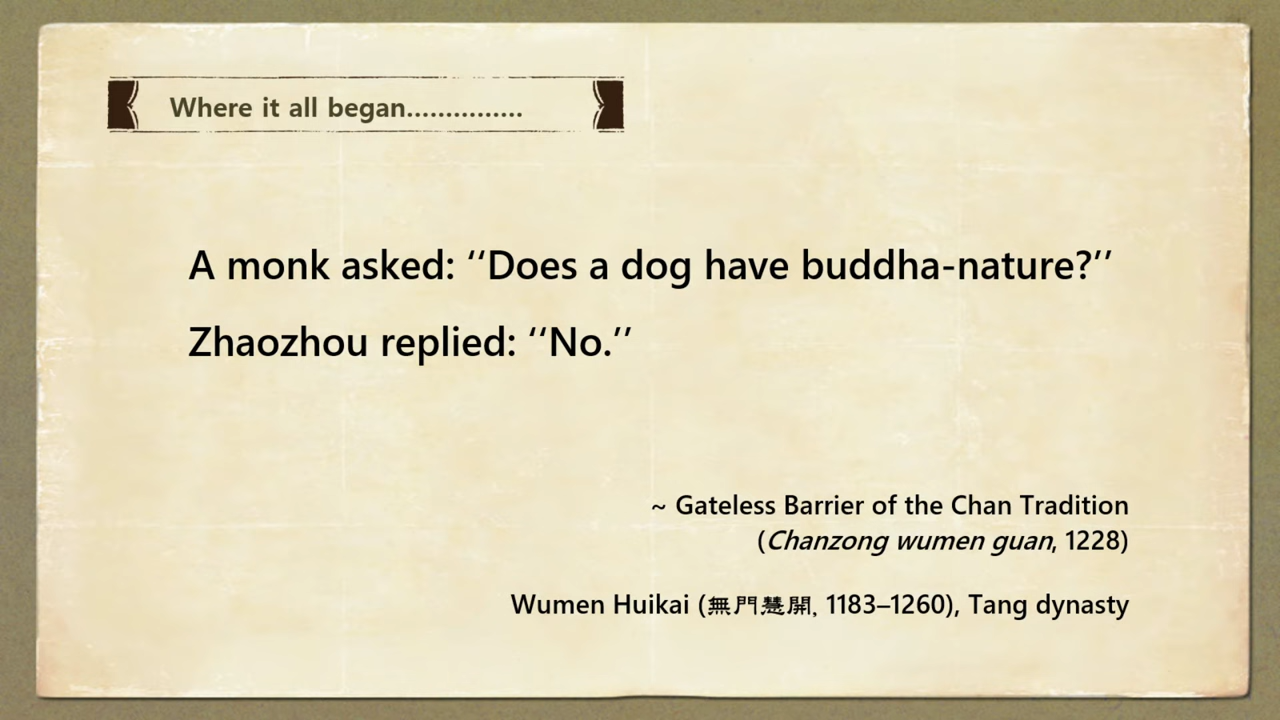 Where it all began...............
A monk asked: ‘‘Does a dog have buddha-nature?’’
Zhaozhou replied: ‘‘No.’’
~ Gateless Barrier of the Chan Tradition
(Chanzong wumen guan, 1228)
Wumen Huikai (無門慧開, 1183–1260), Tang dynasty